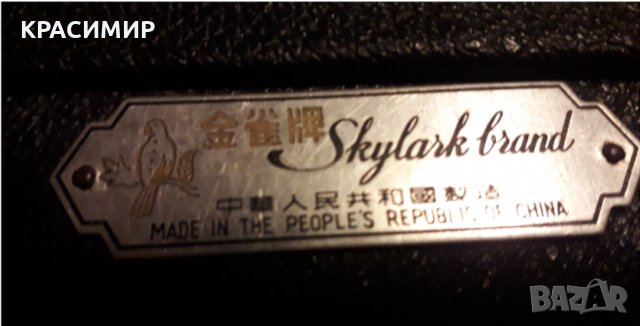 КРАСИМИР
金雀牌 Skylark brand
中華人民共和國製造
MADE IN THE PEOPLE'S REPUBLIC OF CHINA
BAZAR